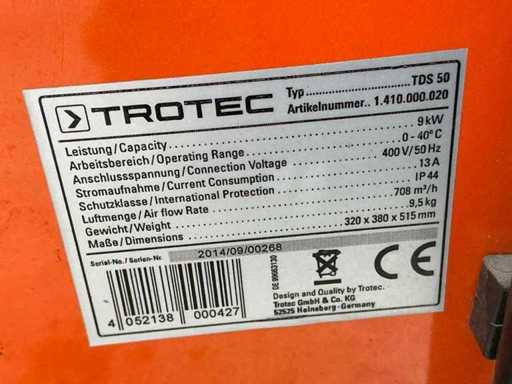 TROTEC
Typ ................................ TDS 50
Artikelnummer.. 1.410.000.020
Leistung/Capacity ................................ 9 kW
Arbeitsbereich/Operating Range ................................ 0 - 40°C
Anschlussspannung/Connection Voltage ................................ 400 V/50 Hz
Stromaufnahme/Current Consumption ................................ 13 A
Schutzklasse/International Protection ................................ IP 44
Luftmenge/Air flow Rate ................................ 708 m³/h
Gewicht/Weight ................................ 9,5 kg
Maße/Dimensions ................................ 320 x 380 x 515 mm
Serial-No./Serien-Nr. 2014/09/00268
4 052138 000427
DE 99682730
CE
Design and Quality by Trotec.
Trotec GmbH & Co. KG
52525 Heinsberg - Germany